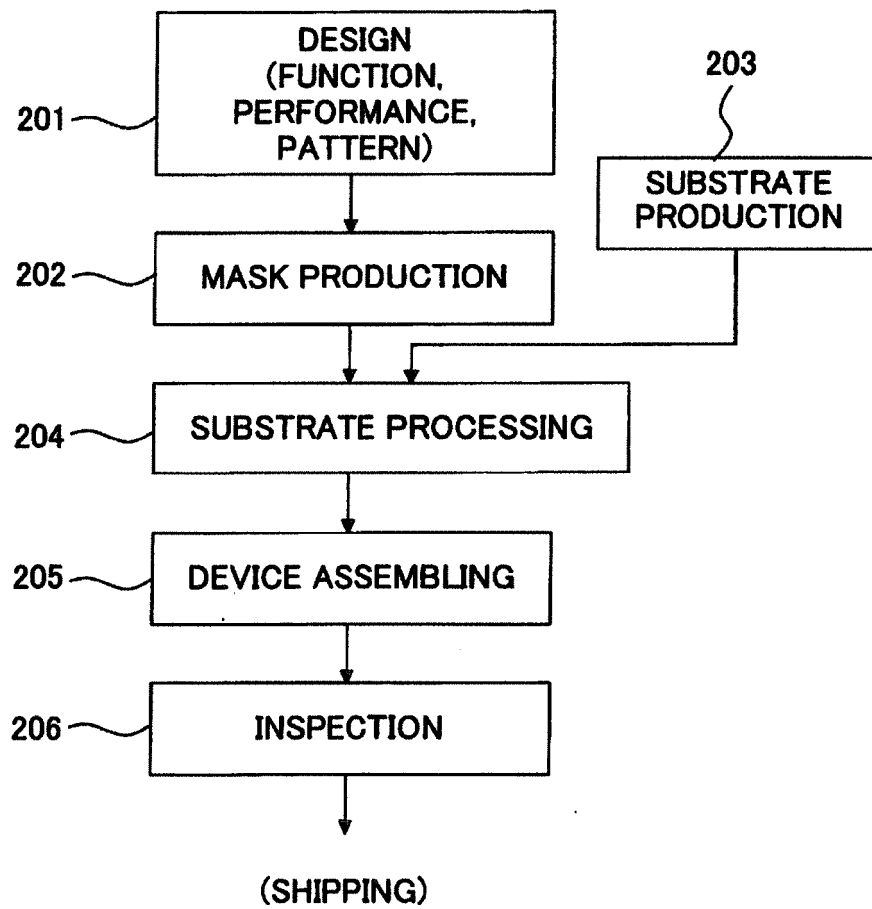 DESIGN
(FUNCTION,
PERFORMANCE,
PATTERN)
201
203
SUBSTRATE
PRODUCTION
202
MASK PRODUCTION
204
SUBSTRATE PROCESSING
205
DEVICE ASSEMBLING
206
INSPECTION
(SHIPPING)